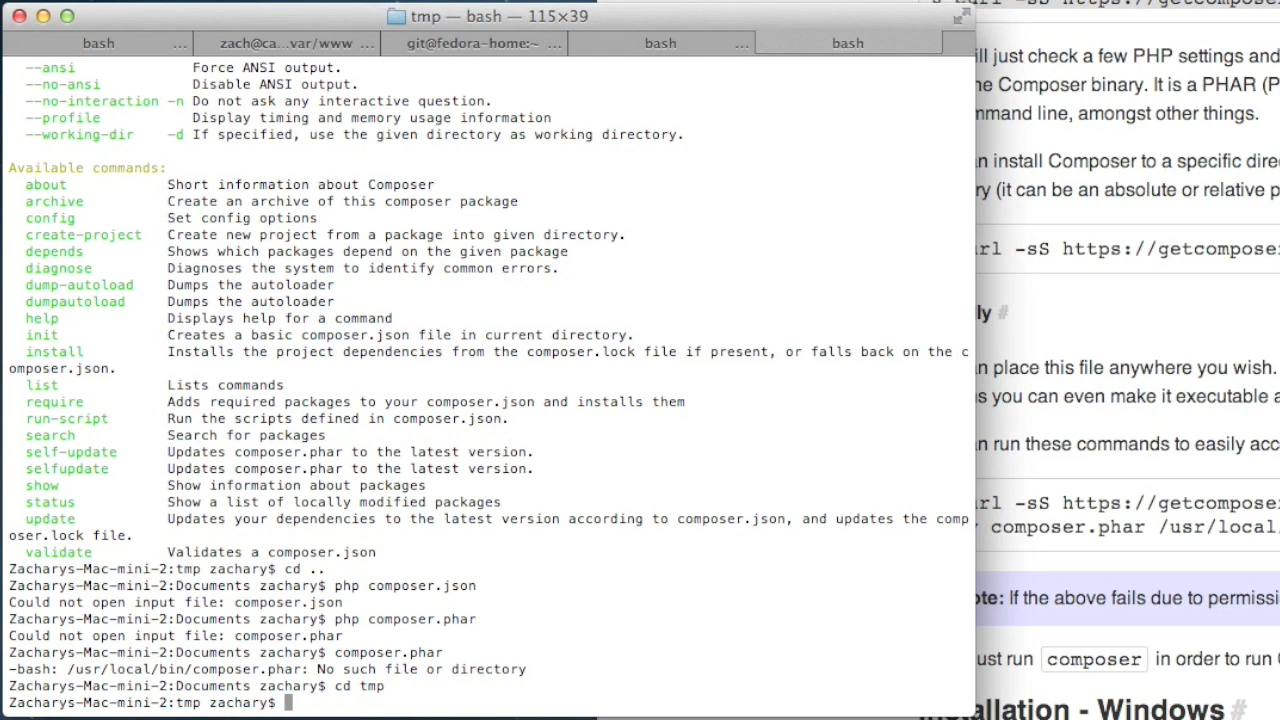 $ curl -sS https://getcompose
tmp — bash — 115×39
bash ... zach@ca...var/www ... git@fedora-home:~ ... bash ... bash
--ansi Force ANSI output.
--no-ansi Disable ANSI output.
--no-interaction -n Do not ask any interactive question.
--profile Display timing and memory usage information
--working-dir -d If specified, use the given directory as working directory.
Available commands:
about Short information about Composer
archive Create an archive of this composer package
config Set config options
create-project Create new project from a package into given directory.
depends Shows which packages depend on the given package
diagnose Diagnoses the system to identify common errors.
dump-autoload Dumps the autoloader
dumpautoload Dumps the autoloader
help Displays help for a command
init Creates a basic composer.json file in current directory.
install Installs the project dependencies from the composer.lock file if present, or falls back on the c
omposer.json.
list Lists commands
require Adds required packages to your composer.json and installs them
run-script Run the scripts defined in composer.json.
search Search for packages
self-update Updates composer.phar to the latest version.
selfupdate Updates composer.phar to the latest version.
show Show information about packages
status Show a list of locally modified packages
update Updates your dependencies to the latest version according to composer.json, and updates the comp
oser.lock file.
validate Validates a composer.json
Zacharys-Mac-mini-2:tmp zachary$ cd ..
Zacharys-Mac-mini-2:Documents zachary$ php composer.json
Could not open input file: composer.json
Zacharys-Mac-mini-2:Documents zachary$ php composer.phar
Could not open input file: composer.phar
Zacharys-Mac-mini-2:Documents zachary$ composer.phar
-bash: /usr/local/bin/composer.phar: No such file or directory
Zacharys-Mac-mini-2:Documents zachary$ cd tmp
Zacharys-Mac-mini-2:tmp zachary$
ll just check a few PHP settings and
ne Composer binary. It is a PHAR (P
mmand line, amongst other things.
n install Composer to a specific dire
ry (it can be an absolute or relative p
url -sS https://getcompose
ly #
n place this file anywhere you wish.
s you can even make it executable a
n run these commands to easily acc
url -sS https://getcompose
composer.phar /usr/local/
ote: If the above fails due to permissi
ust run composer in order to run
nstallation - Windows #